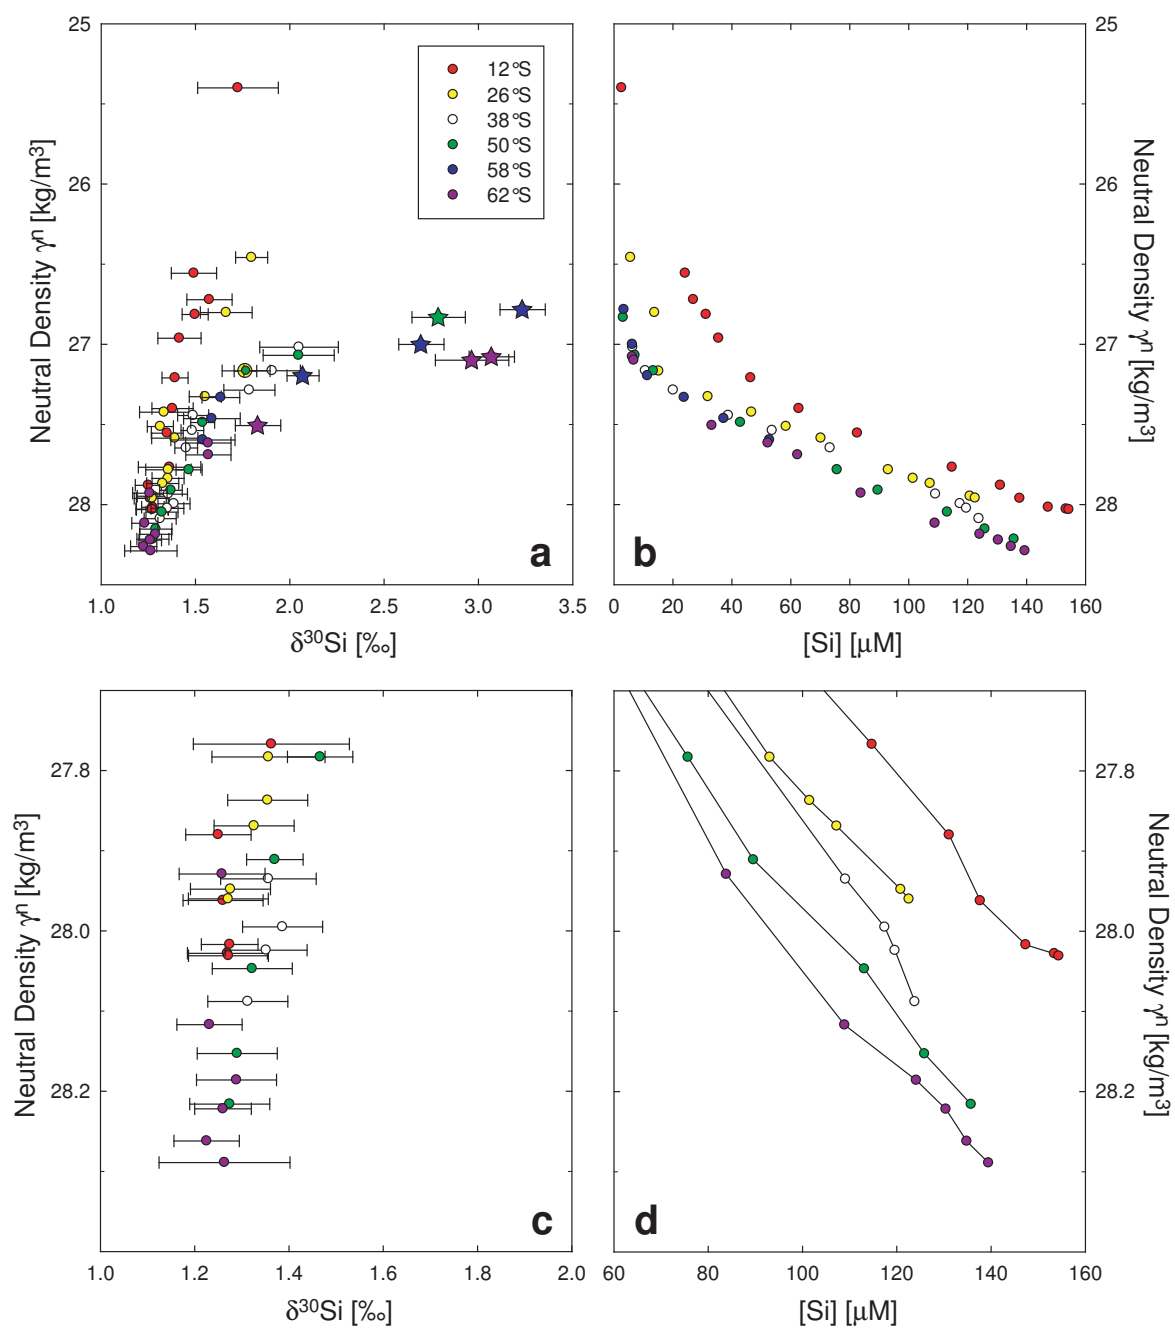 25
26
27
28
Neutral Density γⁿ [kg/m³]
12°S
26°S
38°S
50°S
58°S
62°S
a
1.0 1.5 2.0 2.5 3.0 3.5
δ³⁰Si [‰]
25
26
27
28
Neutral Density γⁿ [kg/m³]
b
0 20 40 60 80 100 120 140 160
[Si] [μM]
27.8
28.0
28.2
Neutral Density γⁿ [kg/m³]
c
1.0 1.2 1.4 1.6 1.8 2.0
δ³⁰Si [‰]
27.8
28.0
28.2
Neutral Density γⁿ [kg/m³]
d
60 80 100 120 140 160
[Si] [μM]